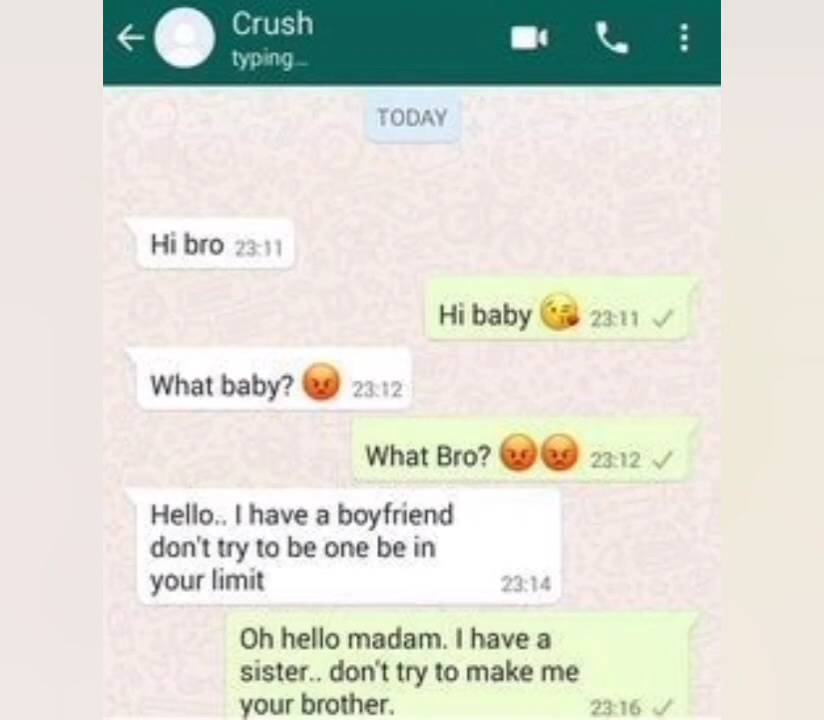 Crush
typing...
TODAY
Hi bro 23:11
Hi baby 😘 23:11
What baby? 😡 23:12
What Bro? 😡😡 23:12
Hello.. I have a boyfriend
don't try to be one be in
your limit 23:14
Oh hello madam. I have a
sister.. don't try to make me
your brother. 23:16